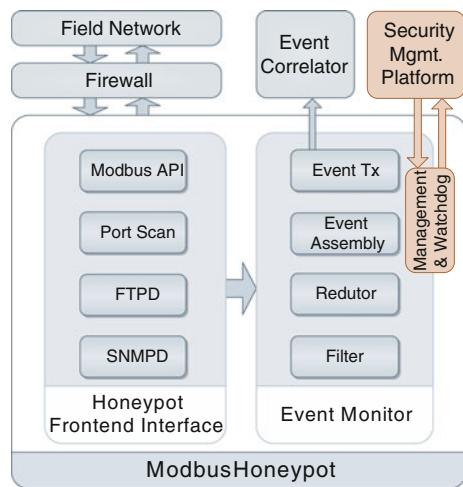 Field Network
Firewall
Event
Correlator
Security
Mgmt.
Platform
Modbus API
Port Scan
FTPD
SNMPD
Honeypot
Frontend Interface
Event Tx
Event
Assembly
Redutor
Filter
Event Monitor
Management
& Watchdog
ModbusHoneypot